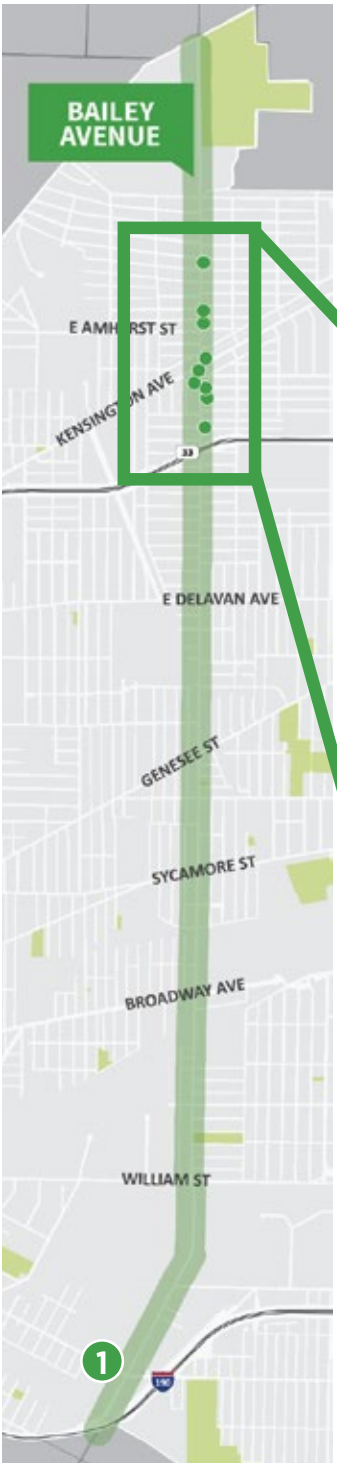 BAILEY
AVENUE
E AMHERST ST
KENSINGTON AVE
33
E DELAVAN AVE
GENESEE ST
SYCAMORE ST
BROADWAY AVE
WILLIAM ST
1
190